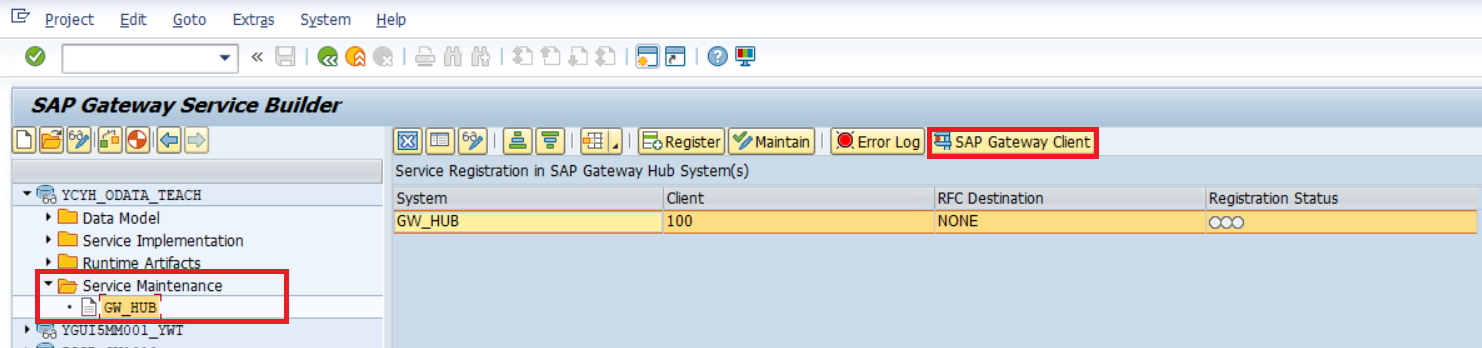 Project Edit Goto Extras System Help
SAP Gateway Service Builder
Register Maintain Error Log SAP Gateway Client
Service Registration in SAP Gateway Hub System(s)
System Client RFC Destination Registration Status
GW_HUB 100 NONE
YCYH_ODATA_TEACH
Data Model
Service Implementation
Runtime Artifacts
Service Maintenance
GW_HUB
YGUI5MM001_YWT